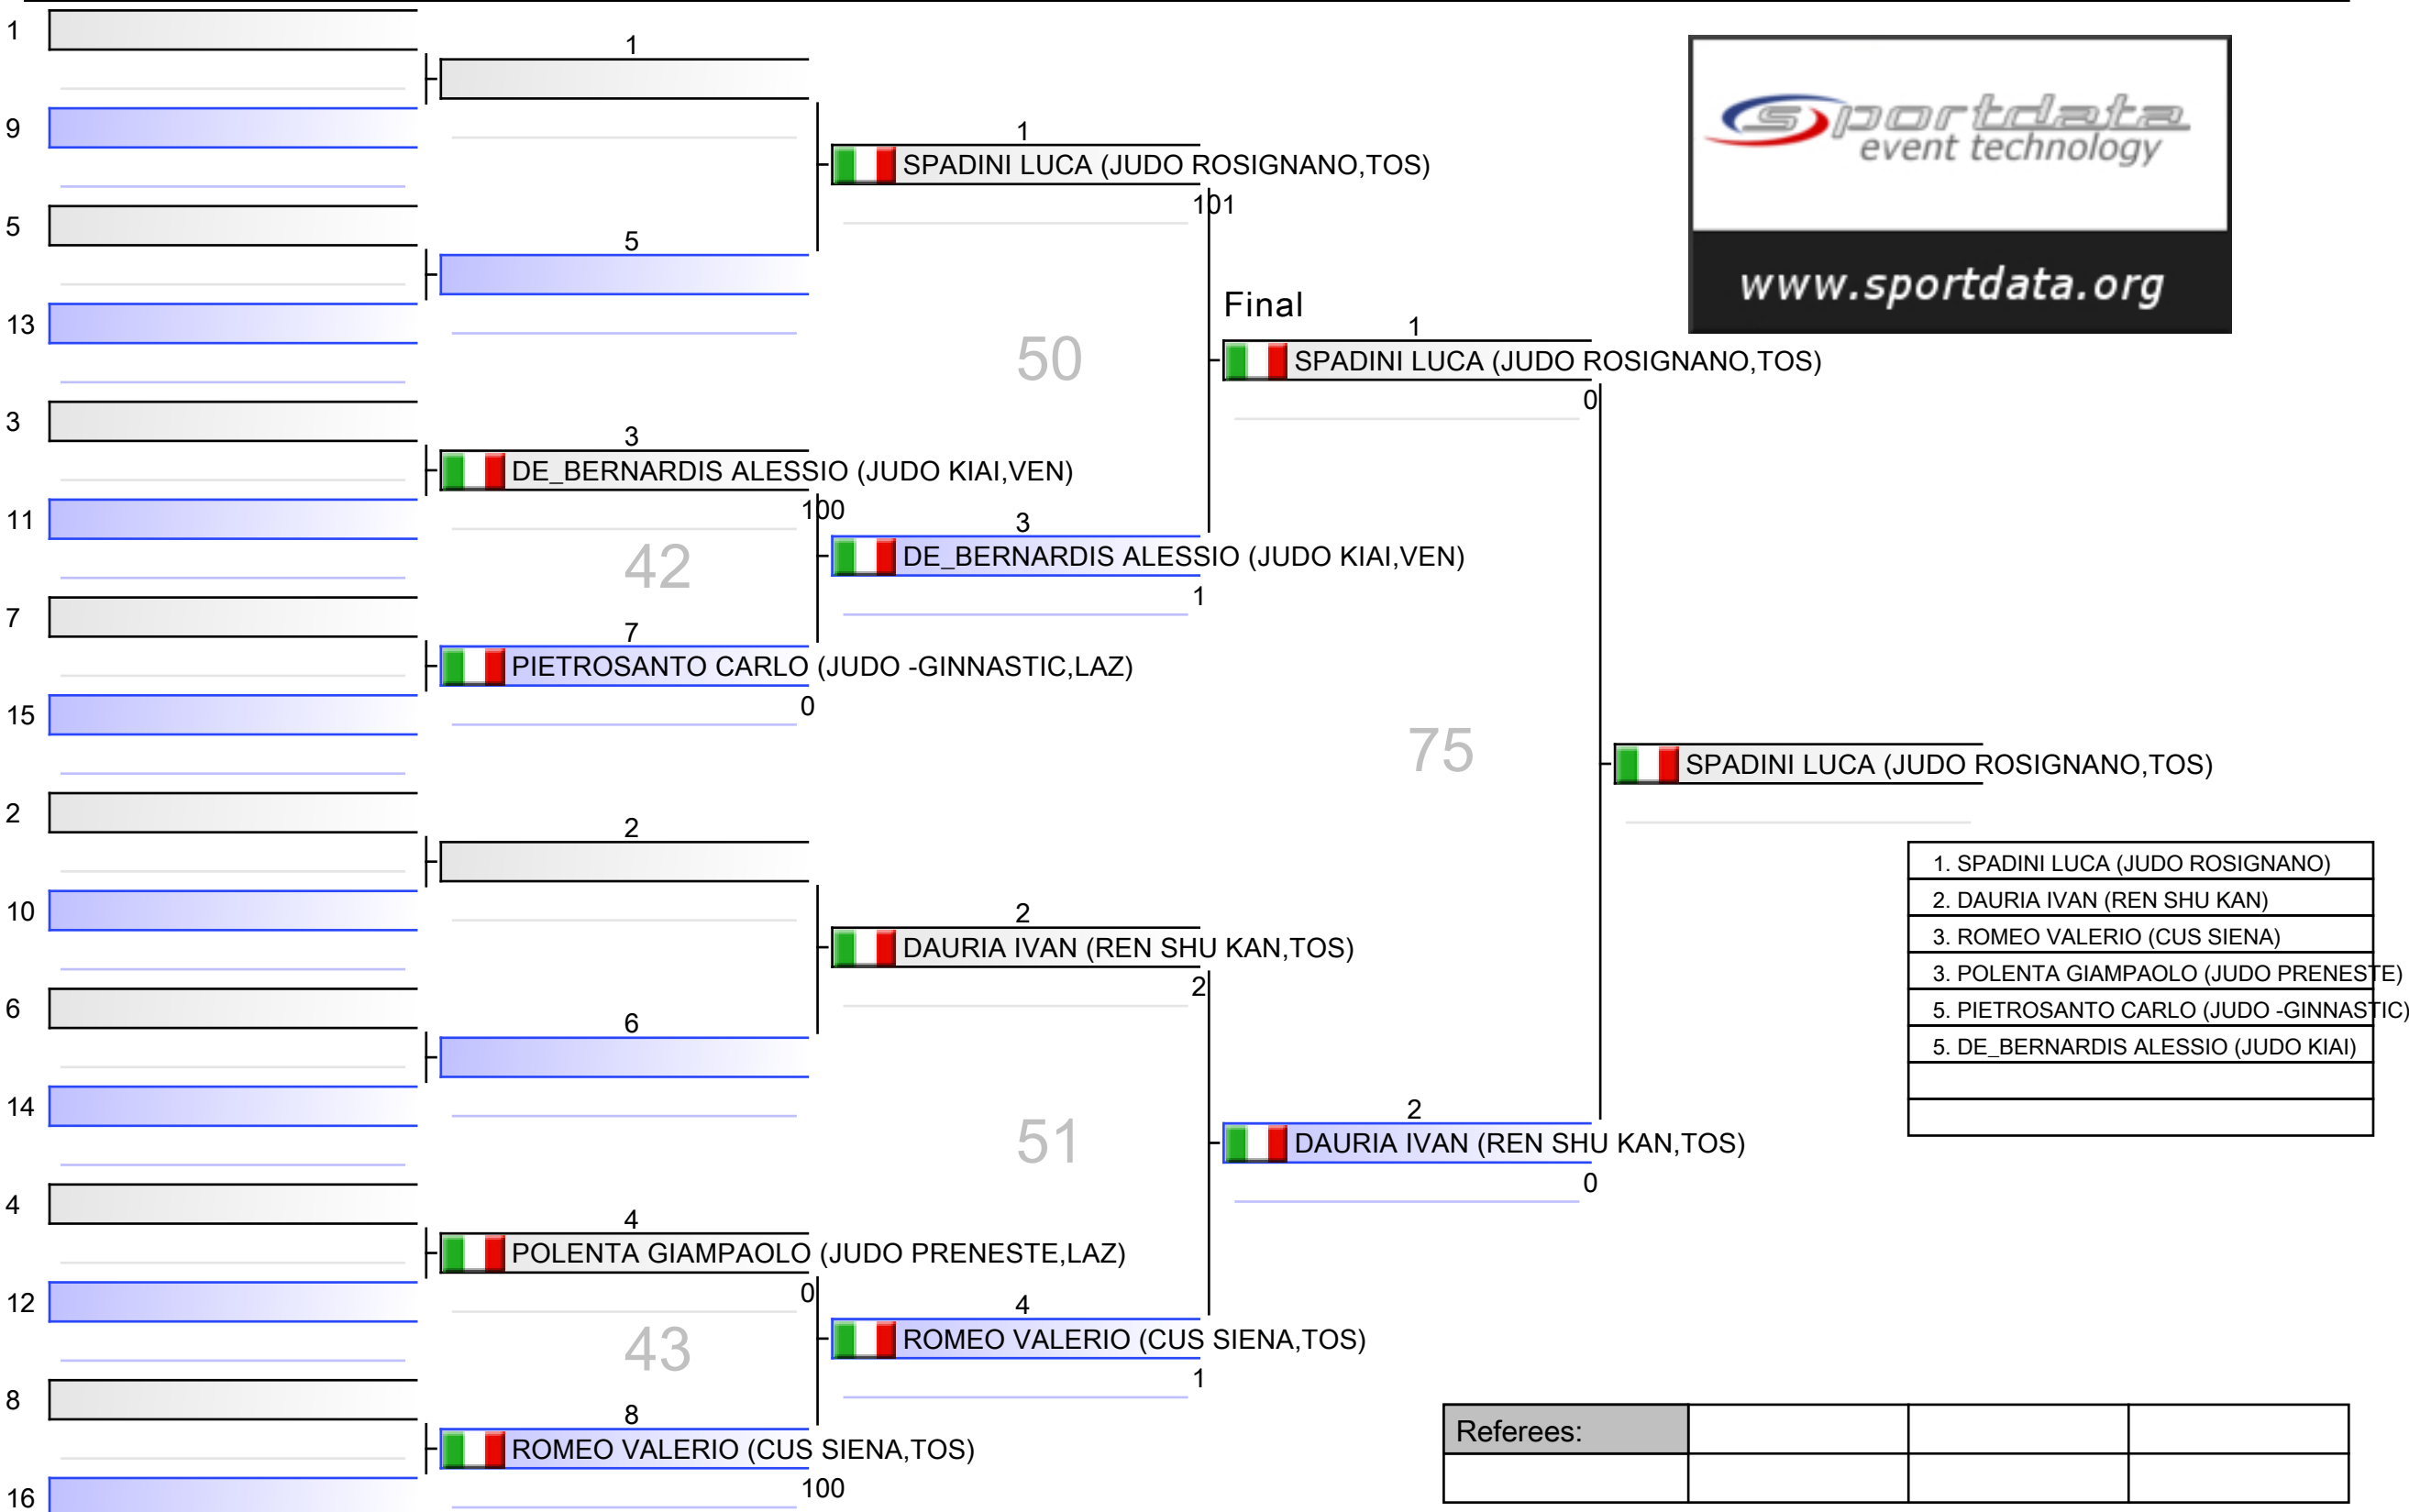 1
9
5
13
3
11
7
15
2
10
6
14
4
12
8
16
1
5
3
DE_BERNARDIS ALESSIO (JUDO KIAI,VEN)
100
42
7
PIETROSANTO CARLO (JUDO -GINNASTIC,LAZ)
0
2
6
4
POLENTA GIAMPAOLO (JUDO PRENESTE,LAZ)
0
43
8
ROMEO VALERIO (CUS SIENA,TOS)
100
1
SPADINI LUCA (JUDO ROSIGNANO,TOS)
101
50
3
DE_BERNARDIS ALESSIO (JUDO KIAI,VEN)
1
2
DAURIA IVAN (REN SHU KAN,TOS)
2
51
4
ROMEO VALERIO (CUS SIENA,TOS)
1
Final
1
SPADINI LUCA (JUDO ROSIGNANO,TOS)
0
75
2
DAURIA IVAN (REN SHU KAN,TOS)
0
SPADINI LUCA (JUDO ROSIGNANO,TOS)
sportdata
event technology
www.sportdata.org
1. SPADINI LUCA (JUDO ROSIGNANO)
2. DAURIA IVAN (REN SHU KAN)
3. ROMEO VALERIO (CUS SIENA)
3. POLENTA GIAMPAOLO (JUDO PRENESTE)
5. PIETROSANTO CARLO (JUDO -GINNASTIC)
5. DE_BERNARDIS ALESSIO (JUDO KIAI)
Referees: